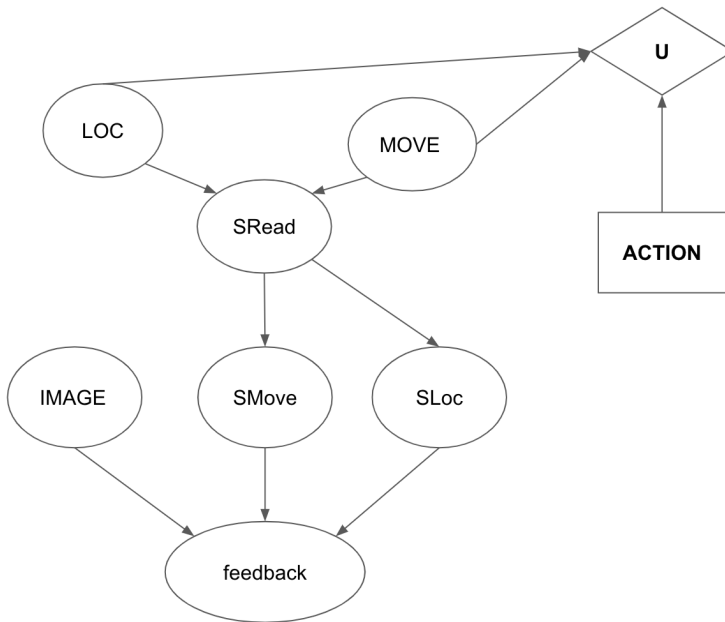 U
LOC
MOVE
SRead
ACTION
IMAGE
SMove
SLoc
feedback